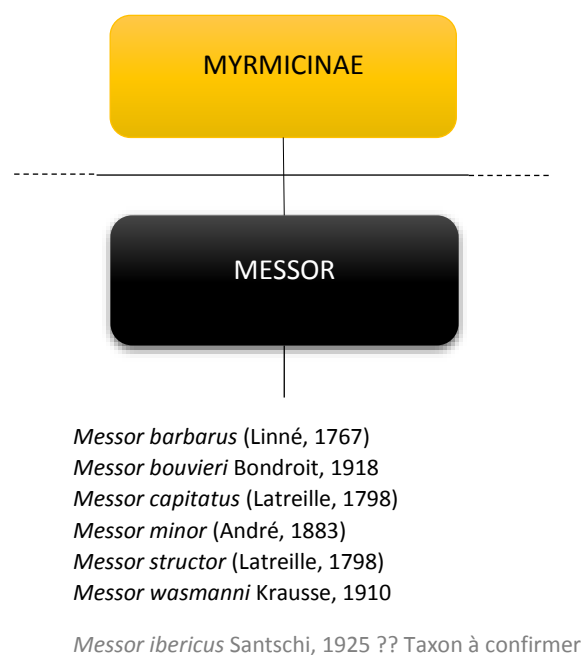 MYRMICINAE
MESSOR
Messor barbarus (Linné, 1767)
Messor bouvieri Bondroit, 1918
Messor capitatus (Latreille, 1798)
Messor minor (André, 1883)
Messor structor (Latreille, 1798)
Messor wasmanni Krausse, 1910
Messor ibericus Santschi, 1925 ?? Taxon à confirmer